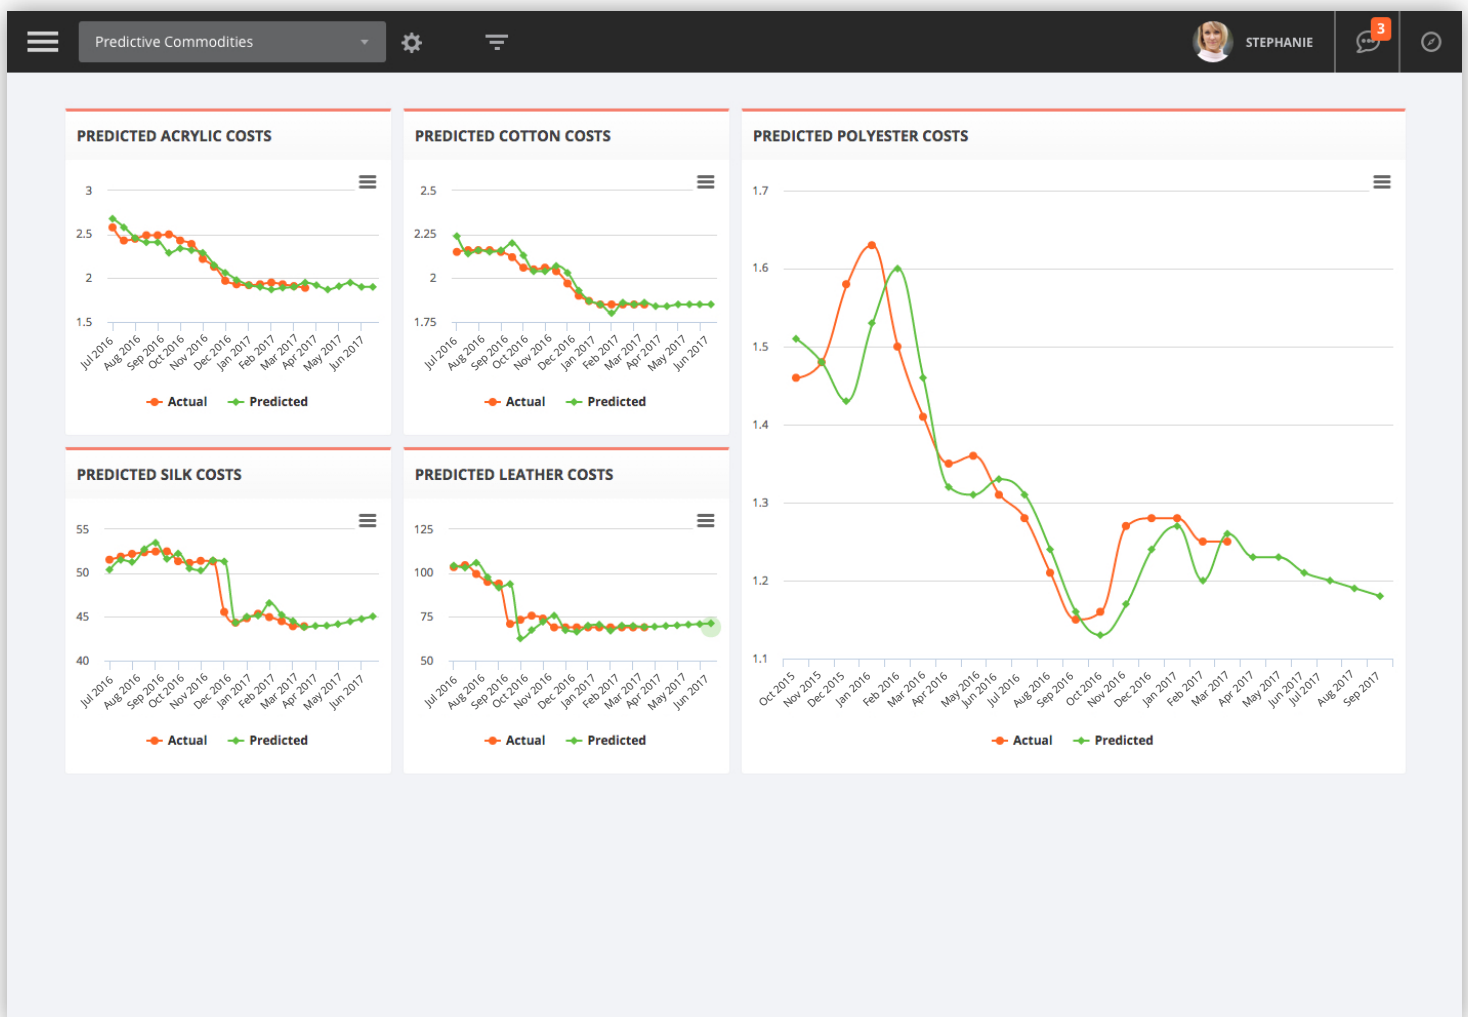 Predictive Commodities
STEPHANIE
3
PREDICTED ACRYLIC COSTS
3
2.5
2
1.5
Jul 2016
Aug 2016
Sep 2016
Oct 2016
Nov 2016
Dec 2016
Jan 2017
Feb 2017
Mar 2017
Apr 2017
May 2017
Jun 2017
Actual Predicted
PREDICTED COTTON COSTS
2.5
2.25
2
1.75
Jul 2016
Aug 2016
Sep 2016
Oct 2016
Nov 2016
Dec 2016
Jan 2017
Feb 2017
Mar 2017
Apr 2017
May 2017
Jun 2017
Actual Predicted
PREDICTED POLYESTER COSTS
1.7
1.6
1.5
1.4
1.3
1.2
1.1
Oct 2015
Nov 2015
Dec 2015
Jan 2016
Feb 2016
Mar 2016
Apr 2016
May 2016
Jun 2016
Jul 2016
Aug 2016
Sep 2016
Oct 2016
Nov 2016
Dec 2016
Jan 2017
Feb 2017
Mar 2017
Apr 2017
May 2017
Jun 2017
Jul 2017
Aug 2017
Sep 2017
Actual Predicted
PREDICTED SILK COSTS
55
50
45
40
Jul 2016
Aug 2016
Sep 2016
Oct 2016
Nov 2016
Dec 2016
Jan 2017
Feb 2017
Mar 2017
Apr 2017
May 2017
Jun 2017
Actual Predicted
PREDICTED LEATHER COSTS
125
100
75
50
Jul 2016
Aug 2016
Sep 2016
Oct 2016
Nov 2016
Dec 2016
Jan 2017
Feb 2017
Mar 2017
Apr 2017
May 2017
Jun 2017
Actual Predicted